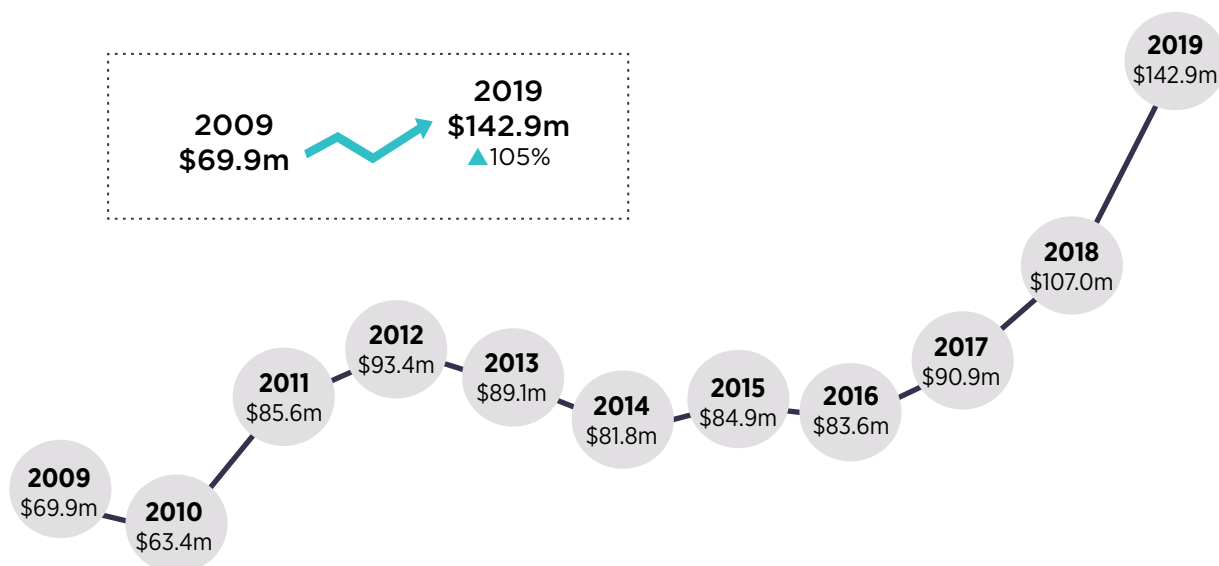 2009
$69.9m
2019
$142.9m
▲105%
2009
$69.9m
2010
$63.4m
2011
$85.6m
2012
$93.4m
2013
$89.1m
2014
$81.8m
2015
$84.9m
2016
$83.6m
2017
$90.9m
2018
$107.0m
2019
$142.9m